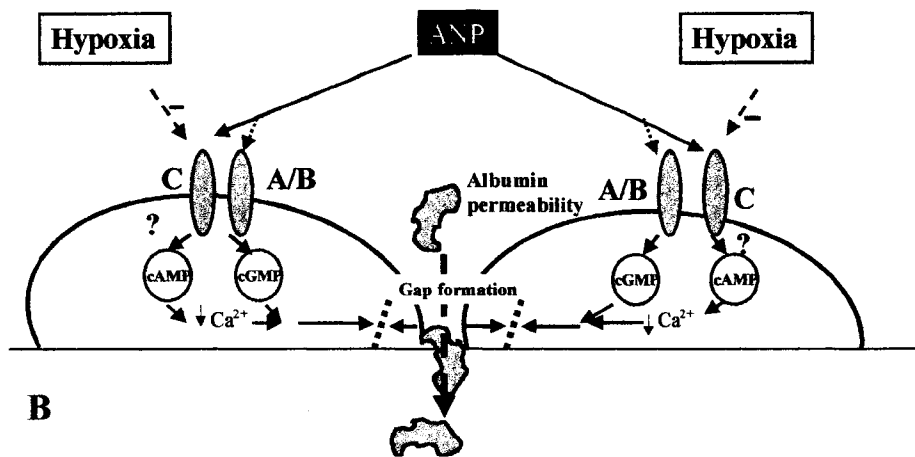 Hypoxia
ANP
Hypoxia
–
–
C
A/B
Albumin
permeability
A/B
C
?
?
cAMP
cGMP
Gap formation
cGMP
cAMP
↓ Ca²⁺
↓ Ca²⁺
B